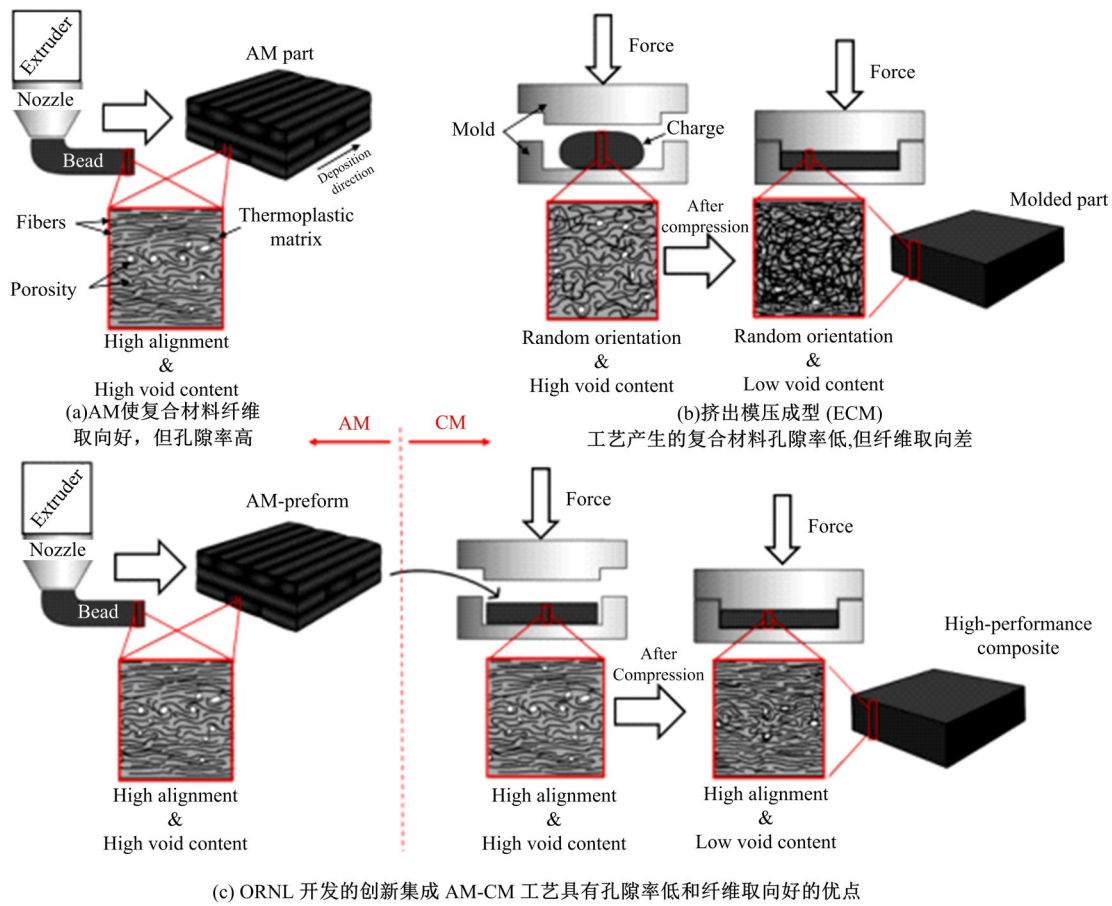 Extruder
Nozzle
Bead
AM part
Deposition
direction
Fibers
Thermoplastic
matrix
Porosity
High alignment
&
High void content
(a)AM使复合材料纤维
取向好，但孔隙率高
Force
Mold
Charge
After
compression
Force
Molded part
Random orientation
&
High void content
Random orientation
&
Low void content
(b)挤出模压成型 (ECM)
工艺产生的复合材料孔隙率低,但纤维取向差
AM
CM
Extruder
Nozzle
Bead
AM-preform
High alignment
&
High void content
Force
After
Compression
Force
High-performance
composite
High alignment
&
High void content
High alignment
&
Low void content
(c) ORNL 开发的创新集成 AM-CM 工艺具有孔隙率低和纤维取向好的优点